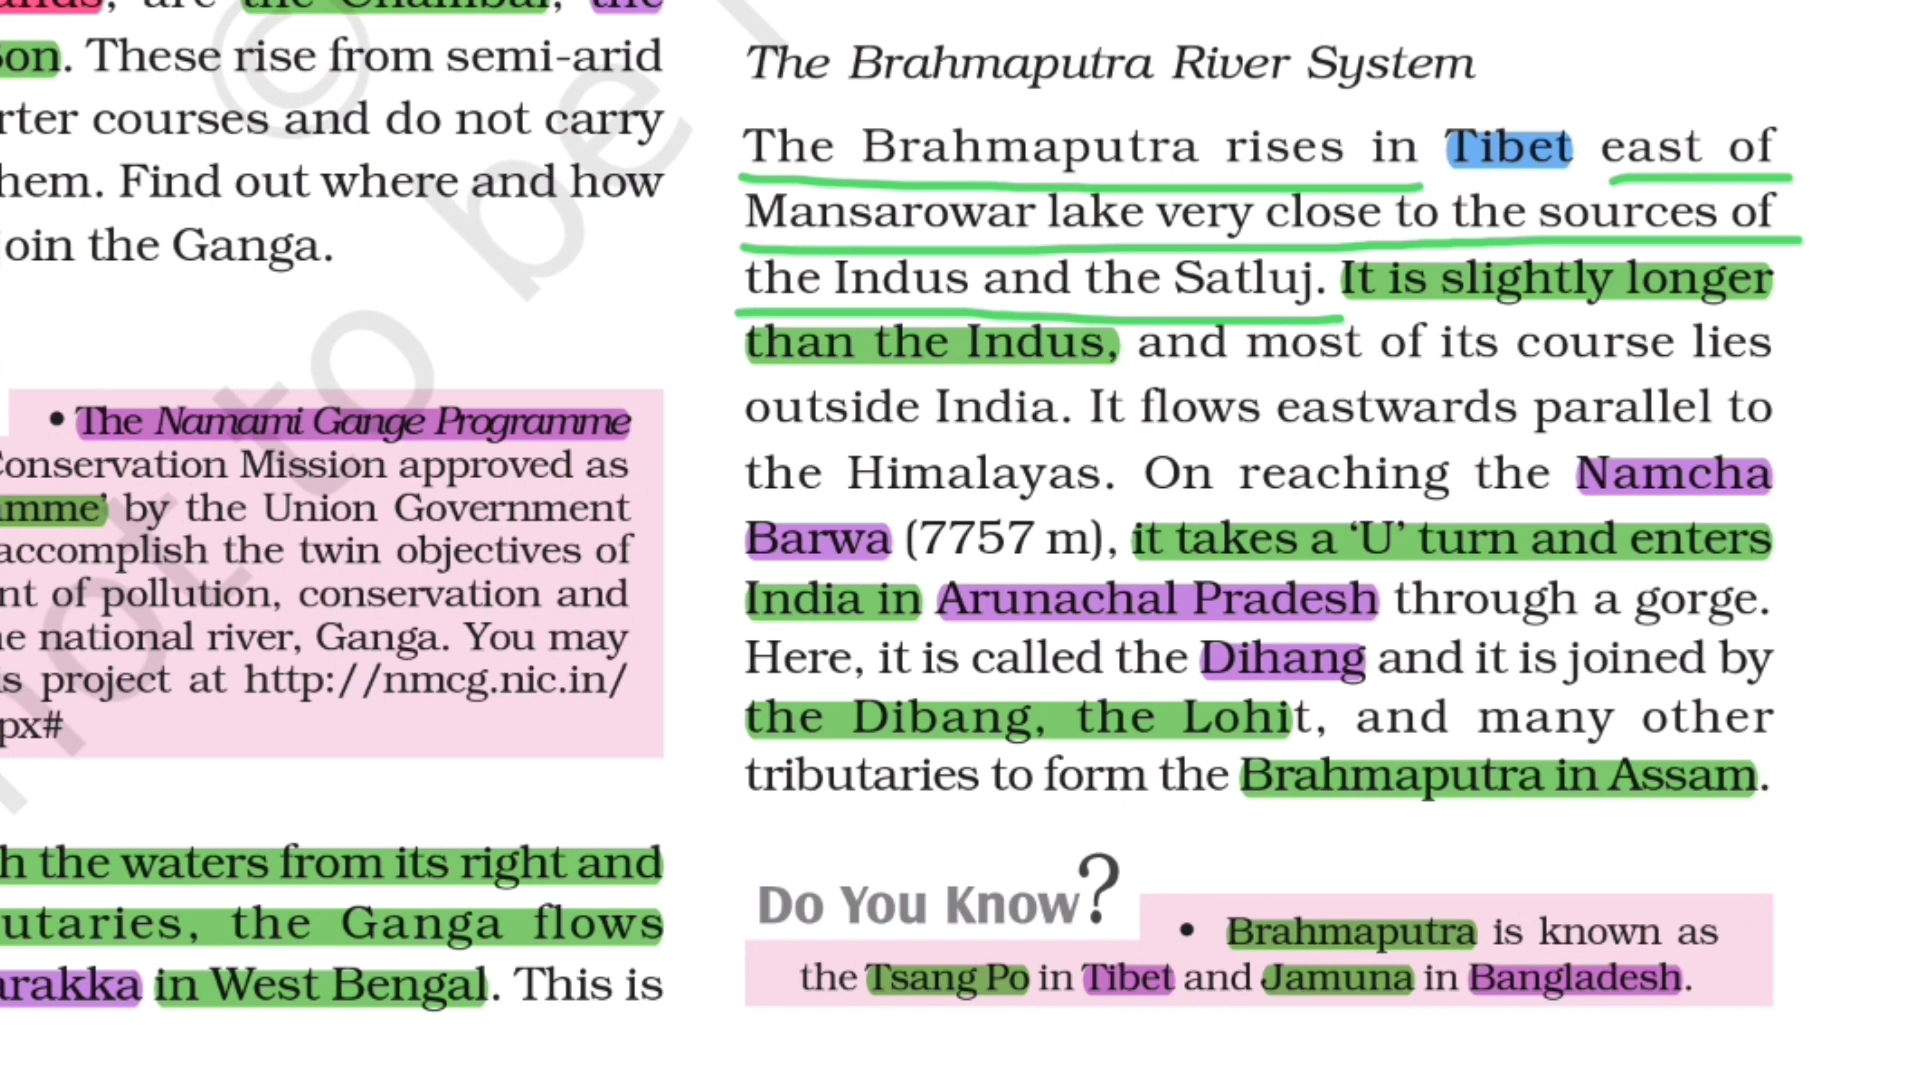 Son. These rise from semi-arid
rter courses and do not carry
hem. Find out where and how
join the Ganga.
• The Namami Gange Programme
Conservation Mission approved as
amme’ by the Union Government
accomplish the twin objectives of
nt of pollution, conservation and
he national river, Ganga. You may
is project at http://nmcg.nic.in/
px#
h the waters from its right and
utaries, the Ganga flows
arakka in West Bengal. This is
The Brahmaputra River System
The Brahmaputra rises in Tibet east of
Mansarowar lake very close to the sources of
the Indus and the Satluj. It is slightly longer
than the Indus, and most of its course lies
outside India. It flows eastwards parallel to
the Himalayas. On reaching the Namcha
Barwa (7757 m), it takes a ‘U’ turn and enters
India in Arunachal Pradesh through a gorge.
Here, it is called the Dihang and it is joined by
the Dibang, the Lohit, and many other
tributaries to form the Brahmaputra in Assam.
Do You Know?
• Brahmaputra is known as
the Tsang Po in Tibet and Jamuna in Bangladesh.
not to be